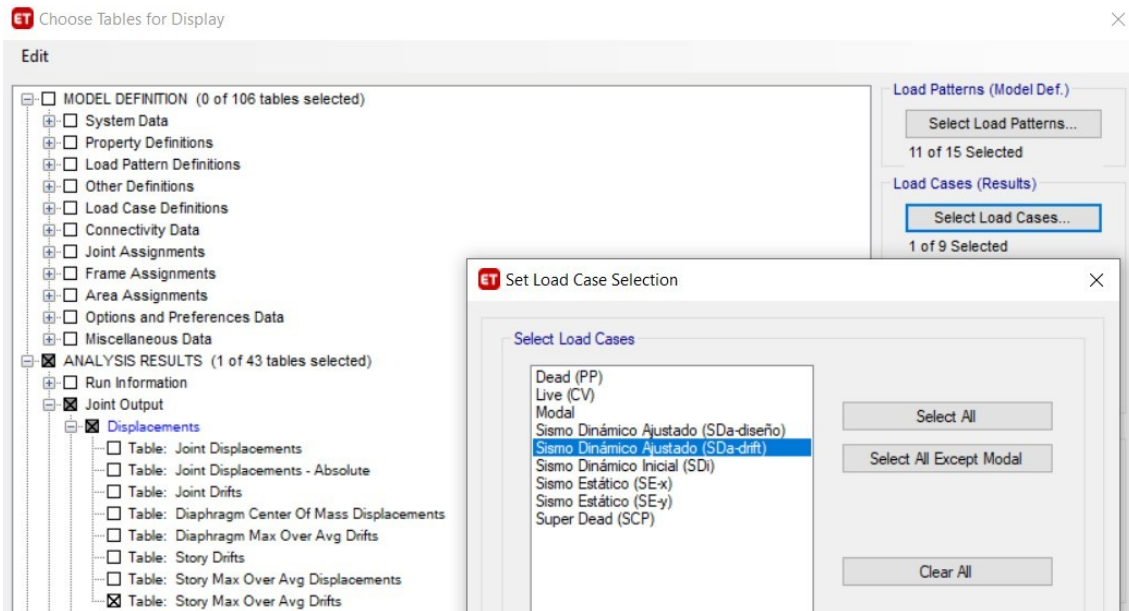 ET Choose Tables for Display
Edit
MODEL DEFINITION (0 of 106 tables selected)
System Data
Property Definitions
Load Pattern Definitions
Other Definitions
Load Case Definitions
Connectivity Data
Joint Assignments
Frame Assignments
Area Assignments
Options and Preferences Data
Miscellaneous Data
ANALYSIS RESULTS (1 of 43 tables selected)
Run Information
Joint Output
Displacements
Table: Joint Displacements
Table: Joint Displacements - Absolute
Table: Joint Drifts
Table: Diaphragm Center Of Mass Displacements
Table: Diaphragm Max Over Avg Drifts
Table: Story Drifts
Table: Story Max Over Avg Displacements
Table: Story Max Over Avg Drifts
Load Patterns (Model Def.)
Select Load Patterns...
11 of 15 Selected
Load Cases (Results)
Select Load Cases...
1 of 9 Selected
ET Set Load Case Selection
Select Load Cases
Dead (PP)
Live (CV)
Modal
Sismo Dinámico Ajustado (SDa-diseño)
Sismo Dinámico Ajustado (SDa-drift)
Sismo Dinámico Inicial (SDi)
Sismo Estático (SE-x)
Sismo Estático (SE-y)
Super Dead (SCP)
Select All
Select All Except Modal
Clear All